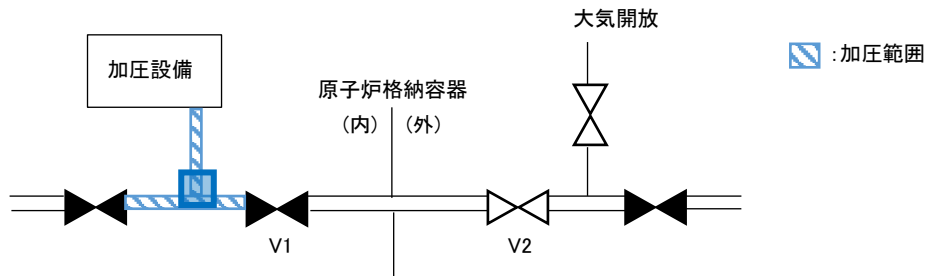 大気開放
:加圧範囲
加圧設備
原子炉格納容器
(内) (外)
V1
V2